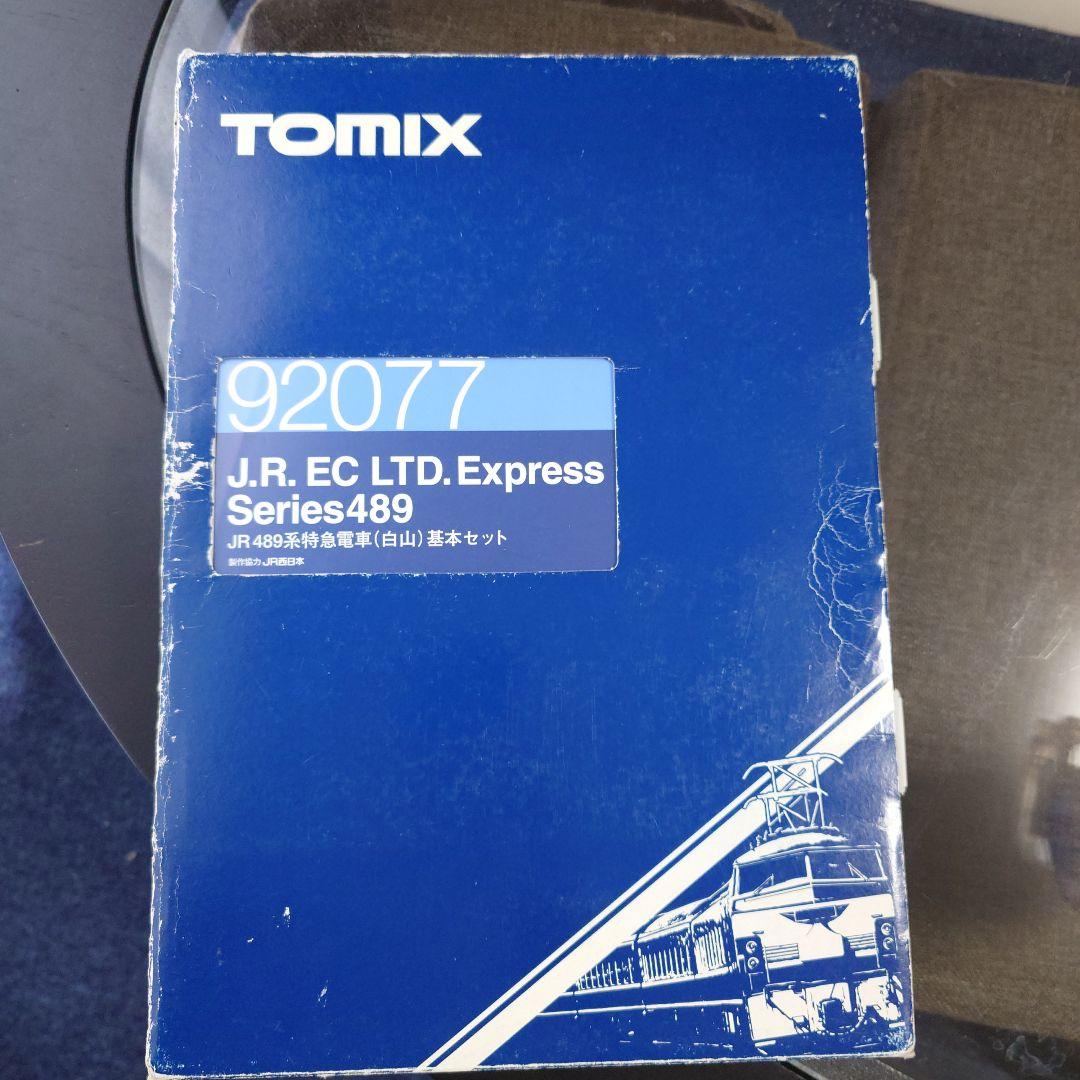 TOMIX
92077
J.R. EC LTD. Express
Series489
JR 489系特急電車(白山)基本セット
製作協力 JR西日本